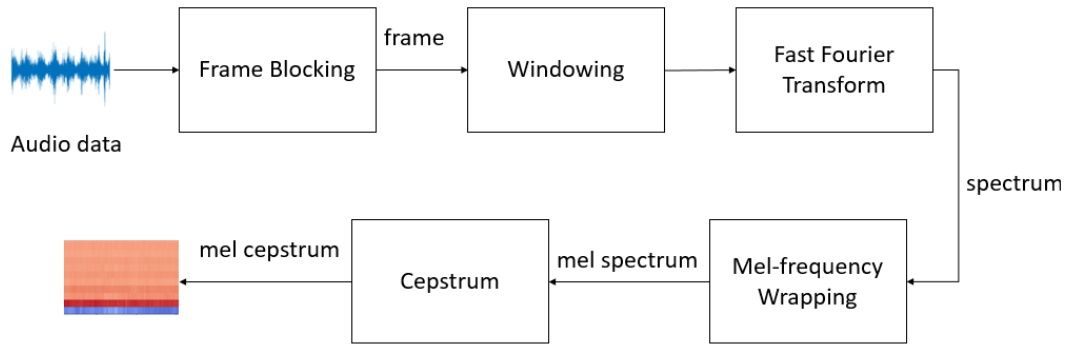 Audio data
Frame Blocking
frame
Windowing
Fast Fourier
Transform
spectrum
Mel-frequency
Wrapping
mel spectrum
Cepstrum
mel cepstrum